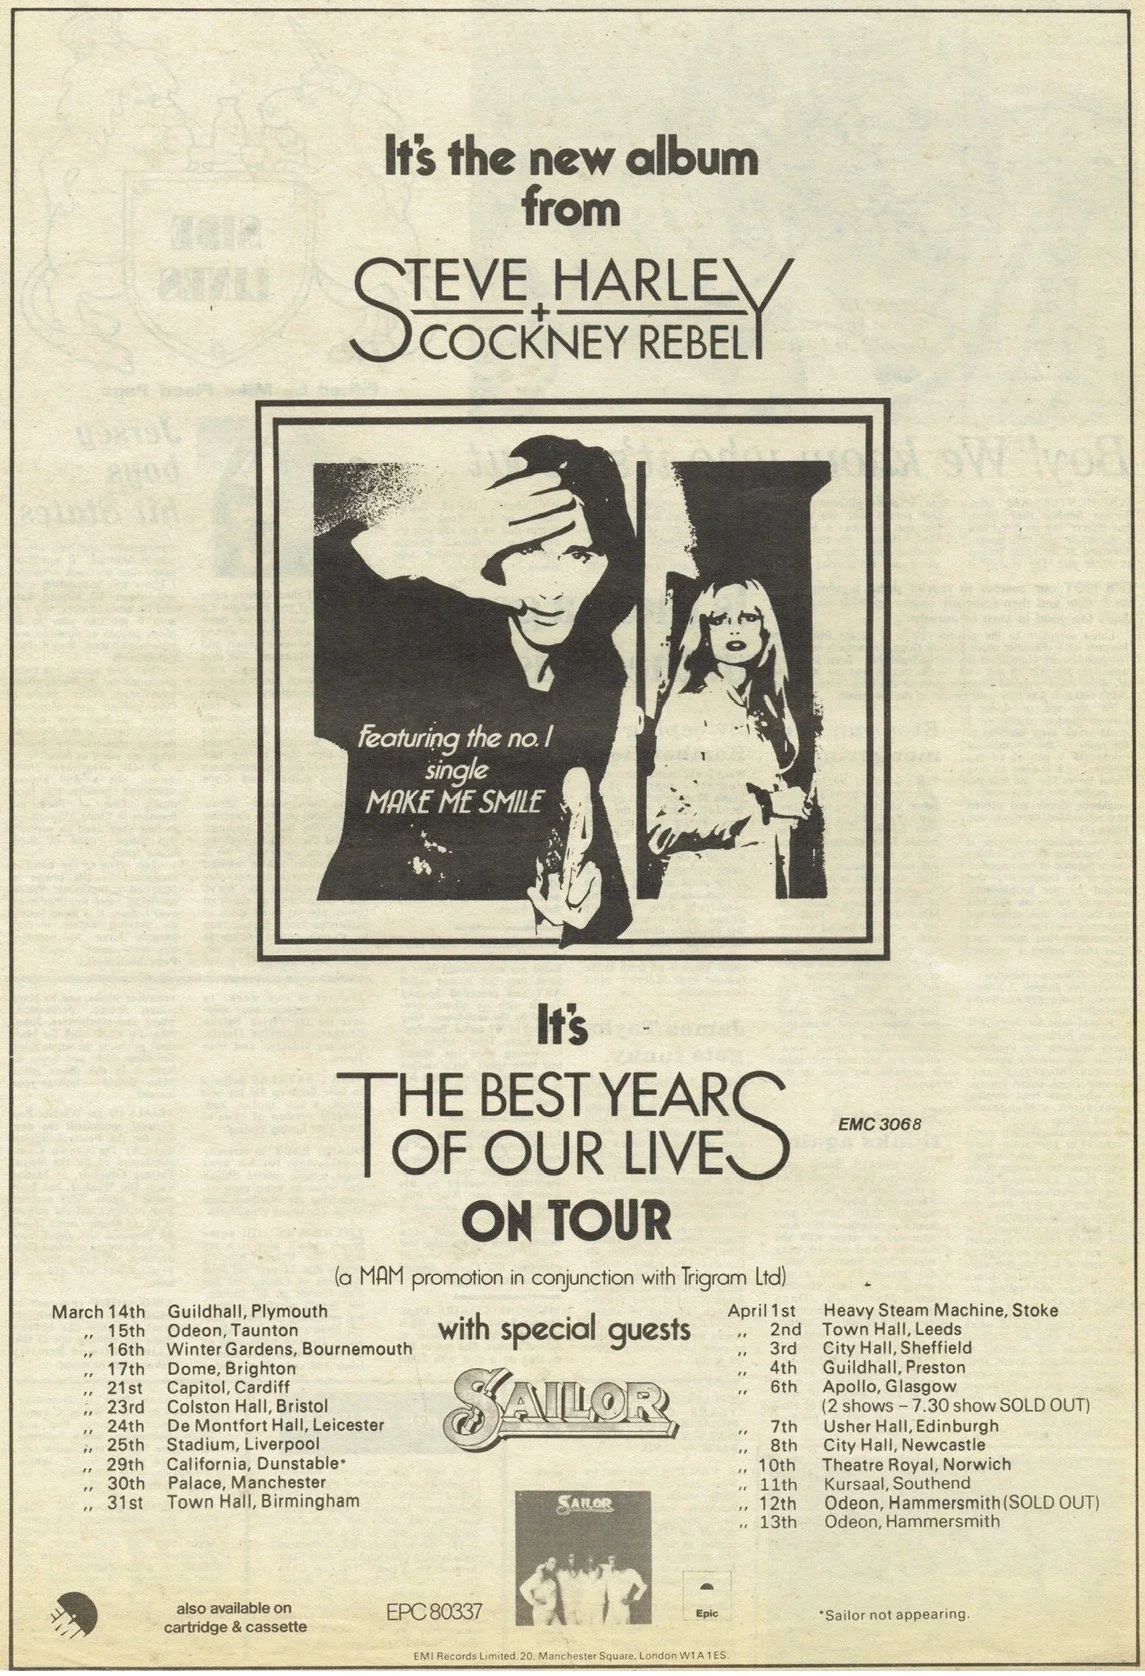 It's the new album
from
STEVE HARLEY
+
COCKNEY REBEL
Featuring the no. 1
single
MAKE ME SMILE
It's
THE BEST YEARS
OF OUR LIVES
EMC 3068
ON TOUR
(a MAM promotion in conjunction with Trigram Ltd)
March 14th Guildhall, Plymouth
,, 15th Odeon, Taunton
,, 16th Winter Gardens, Bournemouth
,, 17th Dome, Brighton
,, 21st Capitol, Cardiff
,, 23rd Colston Hall, Bristol
,, 24th De Montfort Hall, Leicester
,, 25th Stadium, Liverpool
,, 29th California, Dunstable*
,, 30th Palace, Manchester
,, 31st Town Hall, Birmingham
with special guests
SAILOR
April 1st Heavy Steam Machine, Stoke
,, 2nd Town Hall, Leeds
,, 3rd City Hall, Sheffield
,, 4th Guildhall, Preston
,, 6th Apollo, Glasgow
(2 shows – 7.30 show SOLD OUT)
,, 7th Usher Hall, Edinburgh
,, 8th City Hall, Newcastle
,, 10th Theatre Royal, Norwich
,, 11th Kursaal, Southend
,, 12th Odeon, Hammersmith (SOLD OUT)
,, 13th Odeon, Hammersmith
SAILOR
also available on
cartridge & cassette
EPC 80337
Epic
*Sailor not appearing.
EMI Records Limited. 20, Manchester Square, London W1A 1ES.